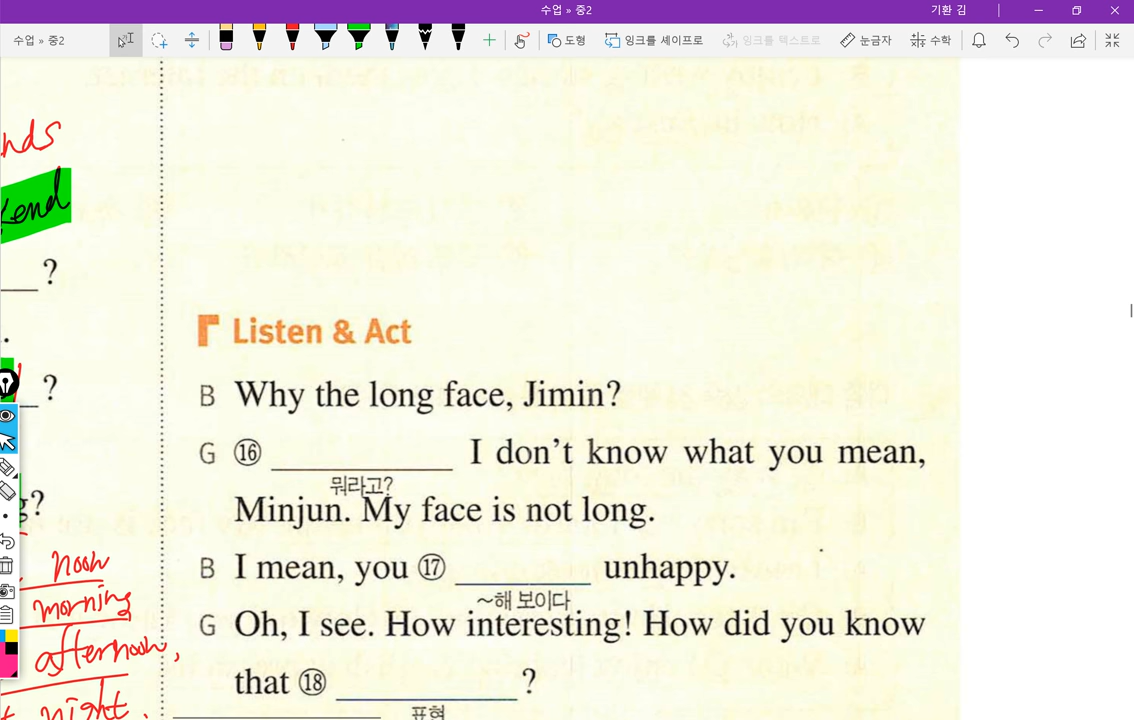 수업 » 중2
기환 김
수업 » 중2
도형
잉크를 셰이프로
잉크를 텍스트로
눈금자
수학
nds
kend
?
.
?
g?
noon
morning
afternoon,
night.
Listen & Act
B Why the long face, Jimin?
G ⑯ ____________ I don't know what you mean,
뭐라고?
Minjun. My face is not long.
B I mean, you ⑰ _________ unhappy.
~해 보이다
G Oh, I see. How interesting! How did you know
that ⑱ ____________ ?
표현